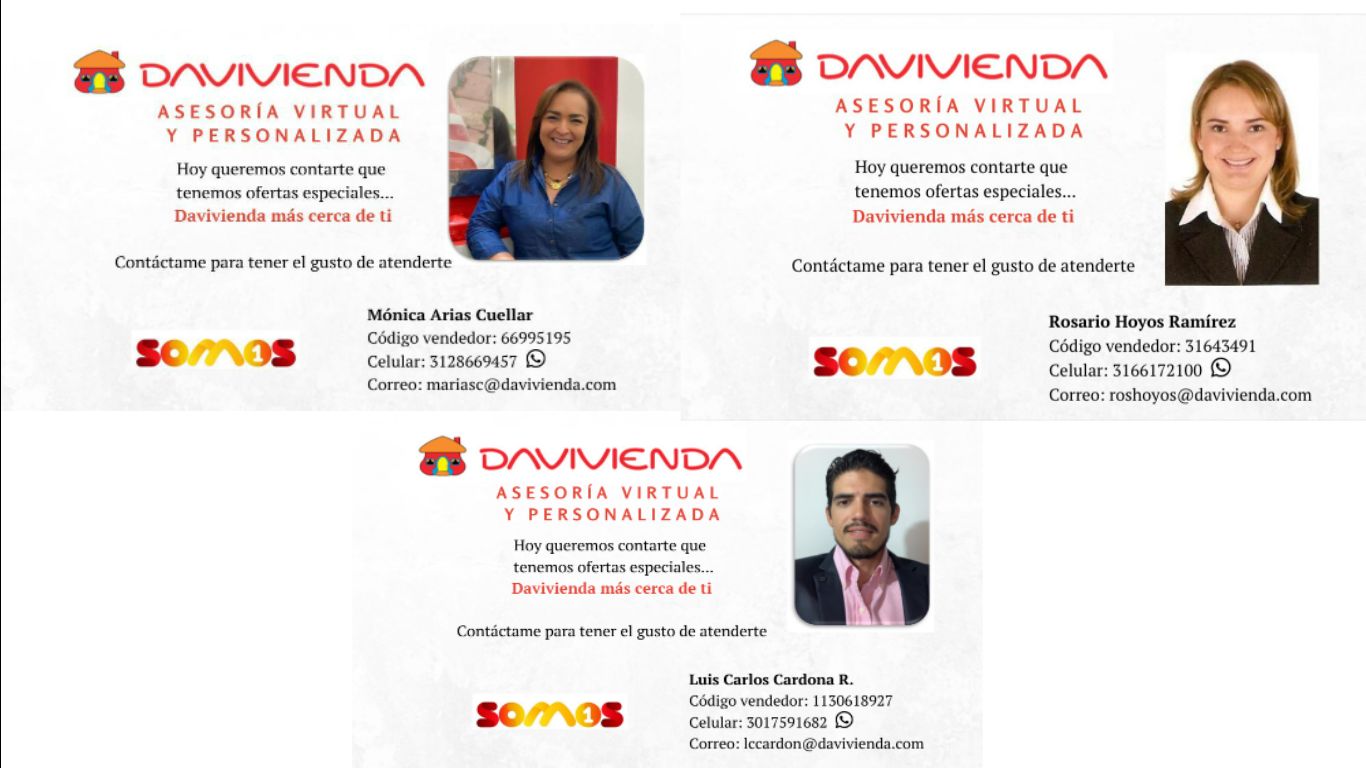 DAVIVIENDA
ASESORÍA VIRTUAL
Y PERSONALIZADA
Hoy queremos contarte que
tenemos ofertas especiales...
Davivienda más cerca de ti
Contáctame para tener el gusto de atenderte
SOMOS 1
Mónica Arias Cuellar
Código vendedor: 66995195
Celular: 3128669457
Correo: mariasc@davivienda.com
DAVIVIENDA
ASESORÍA VIRTUAL
Y PERSONALIZADA
Hoy queremos contarte que
tenemos ofertas especiales...
Davivienda más cerca de ti
Contáctame para tener el gusto de atenderte
SOMOS 1
Rosario Hoyos Ramírez
Código vendedor: 31643491
Celular: 3166172100
Correo: roshoyos@davivienda.com
DAVIVIENDA
ASESORÍA VIRTUAL
Y PERSONALIZADA
Hoy queremos contarte que
tenemos ofertas especiales...
Davivienda más cerca de ti
Contáctame para tener el gusto de atenderte
SOMOS 1
Luis Carlos Cardona R.
Código vendedor: 1130618927
Celular: 3017591682
Correo: lccardon@davivienda.com